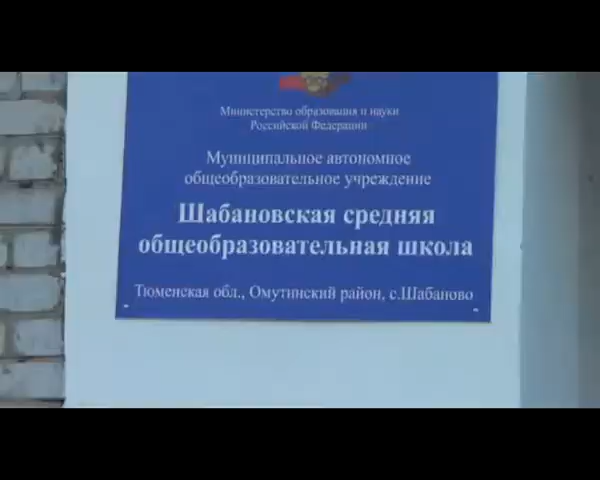 Министерство образования и науки
Российской Федерации
Муниципальное автономное
общеобразовательное учреждение
Шабановская средняя
общеобразовательная школа
Тюменская обл., Омутинский район, с.Шабаново